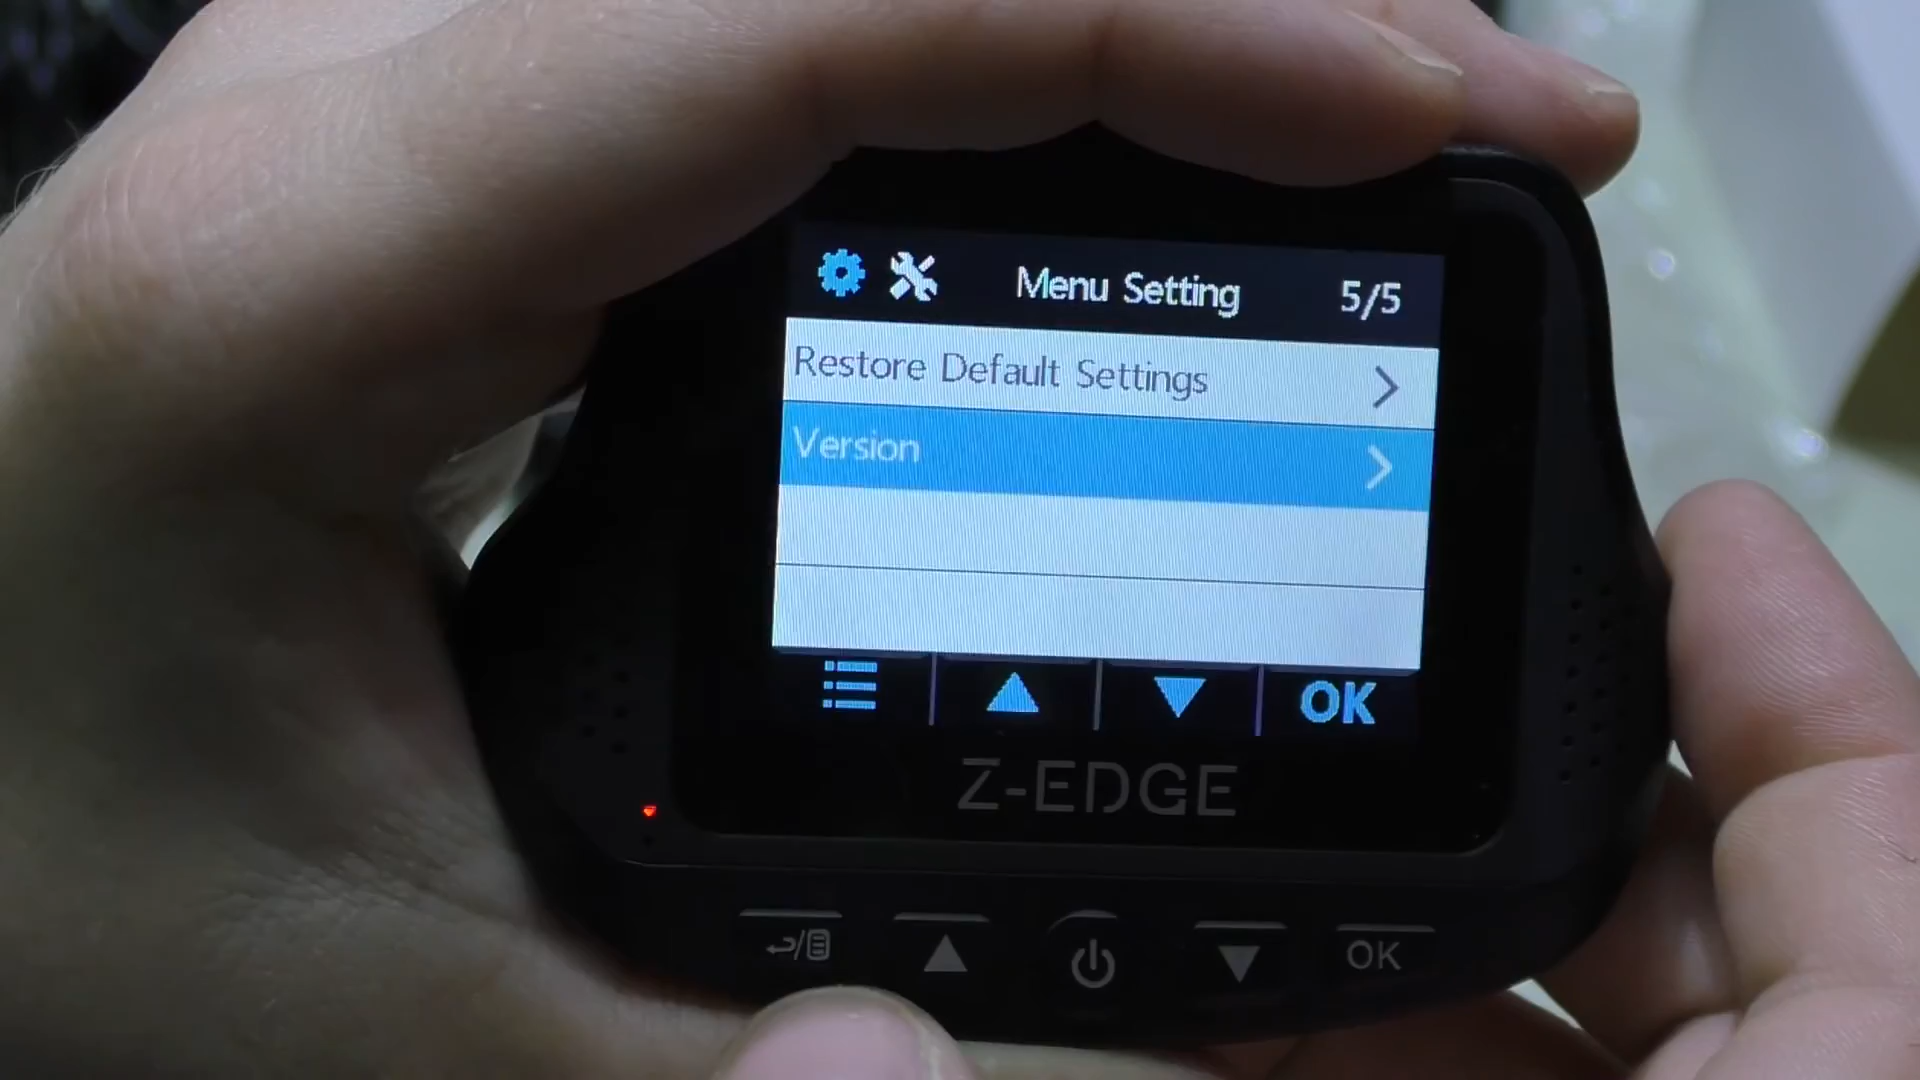 Menu Setting 5/5
Restore Default Settings
Version
OK
Z-EDGE
OK